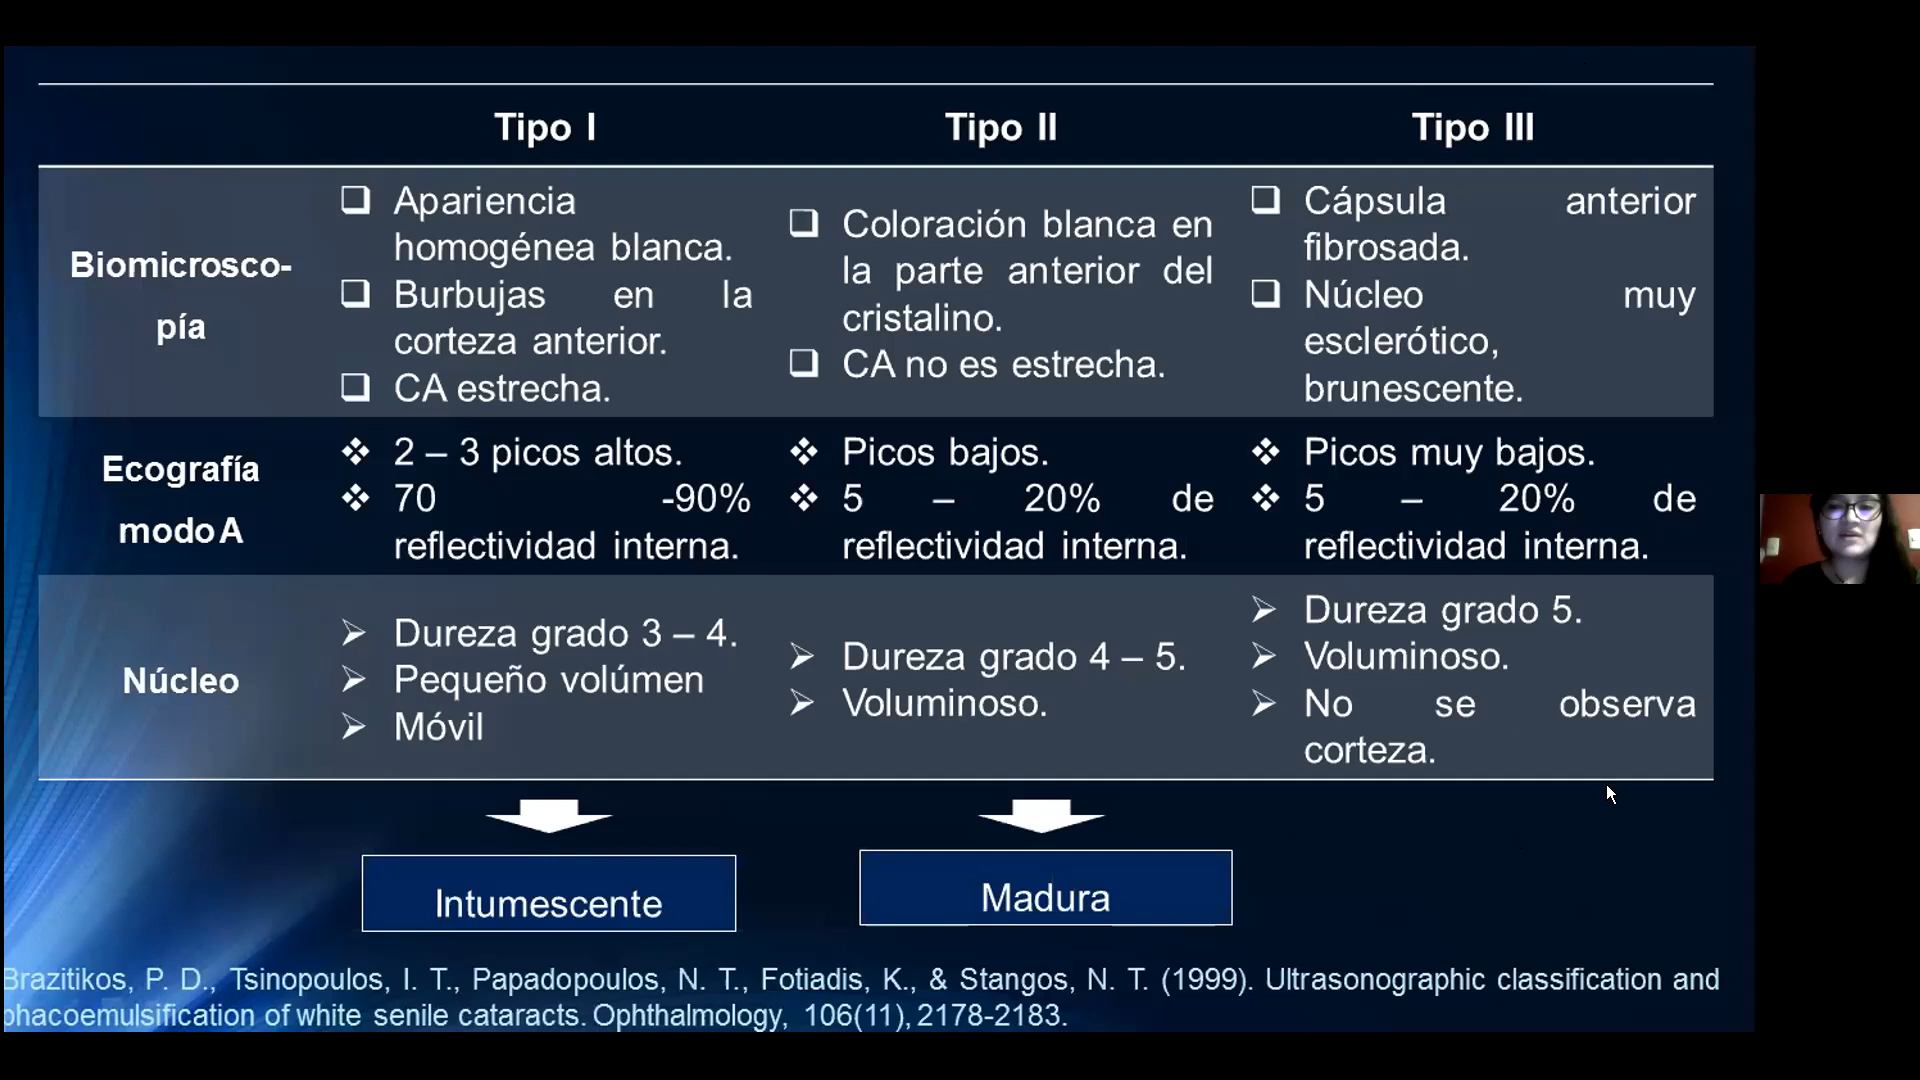 Tipo I
Tipo II
Tipo III
Biomicrosco-
pía
Apariencia
homogénea blanca.
Burbujas en la
corteza anterior.
CA estrecha.
Coloración blanca en
la parte anterior del
cristalino.
CA no es estrecha.
Cápsula anterior
fibrosada.
Núcleo muy
esclerótico,
brunescente.
Ecografía
modo A
2 – 3 picos altos.
70 -90%
reflectividad interna.
Picos bajos.
5 – 20% de
reflectividad interna.
Picos muy bajos.
5 – 20% de
reflectividad interna.
Núcleo
Dureza grado 3 – 4.
Pequeño volúmen
Móvil
Dureza grado 4 – 5.
Voluminoso.
Dureza grado 5.
Voluminoso.
No se observa
corteza.
Intumescente
Madura
Brazitikos, P. D., Tsinopoulos, I. T., Papadopoulos, N. T., Fotiadis, K., & Stangos, N. T. (1999). Ultrasonographic classification and
phacoemulsification of white senile cataracts. Ophthalmology, 106(11), 2178-2183.